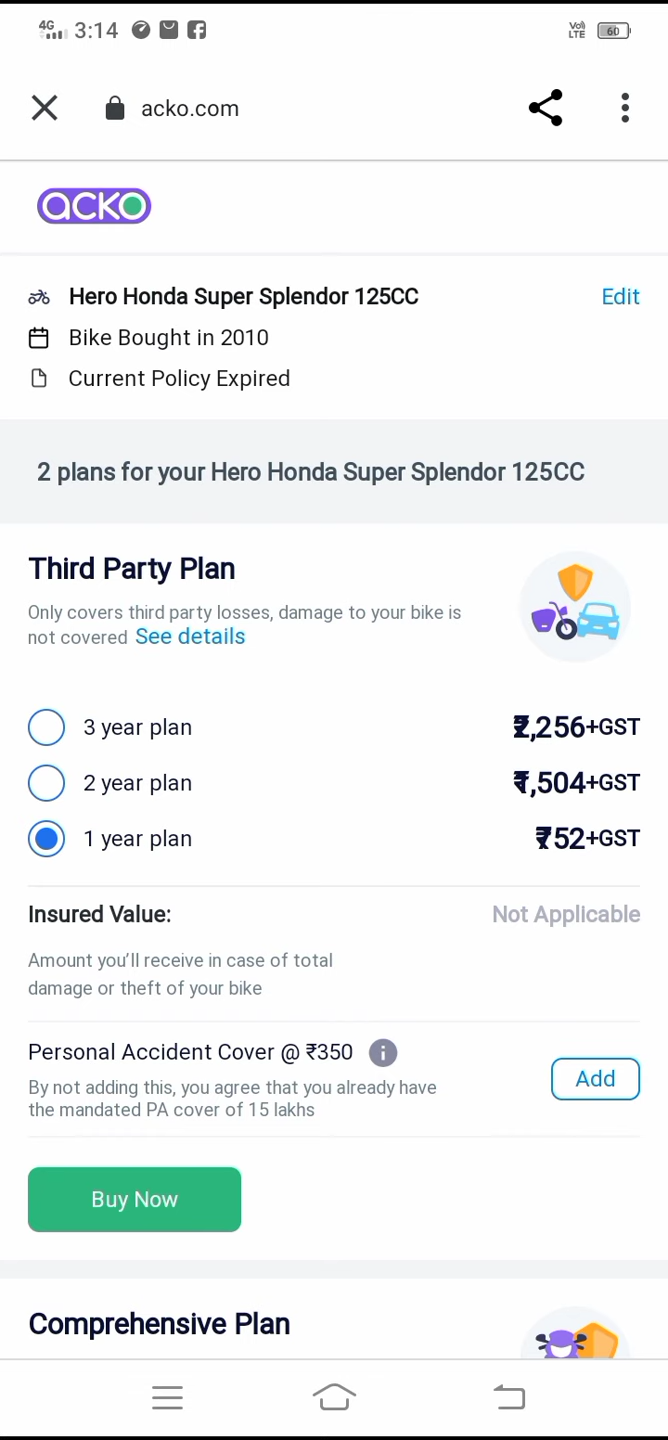 4G 3:14 Vo) LTE 60
acko.com
acko
Hero Honda Super Splendor 125CC Edit
Bike Bought in 2010
Current Policy Expired
2 plans for your Hero Honda Super Splendor 125CC
Third Party Plan
Only covers third party losses, damage to your bike is
not covered See details
3 year plan ₹2,256+GST
2 year plan ₹1,504+GST
1 year plan ₹752+GST
Insured Value: Not Applicable
Amount you'll receive in case of total
damage or theft of your bike
Personal Accident Cover @ ₹350 i
By not adding this, you agree that you already have
the mandated PA cover of 15 lakhs
Add
Buy Now
Comprehensive Plan